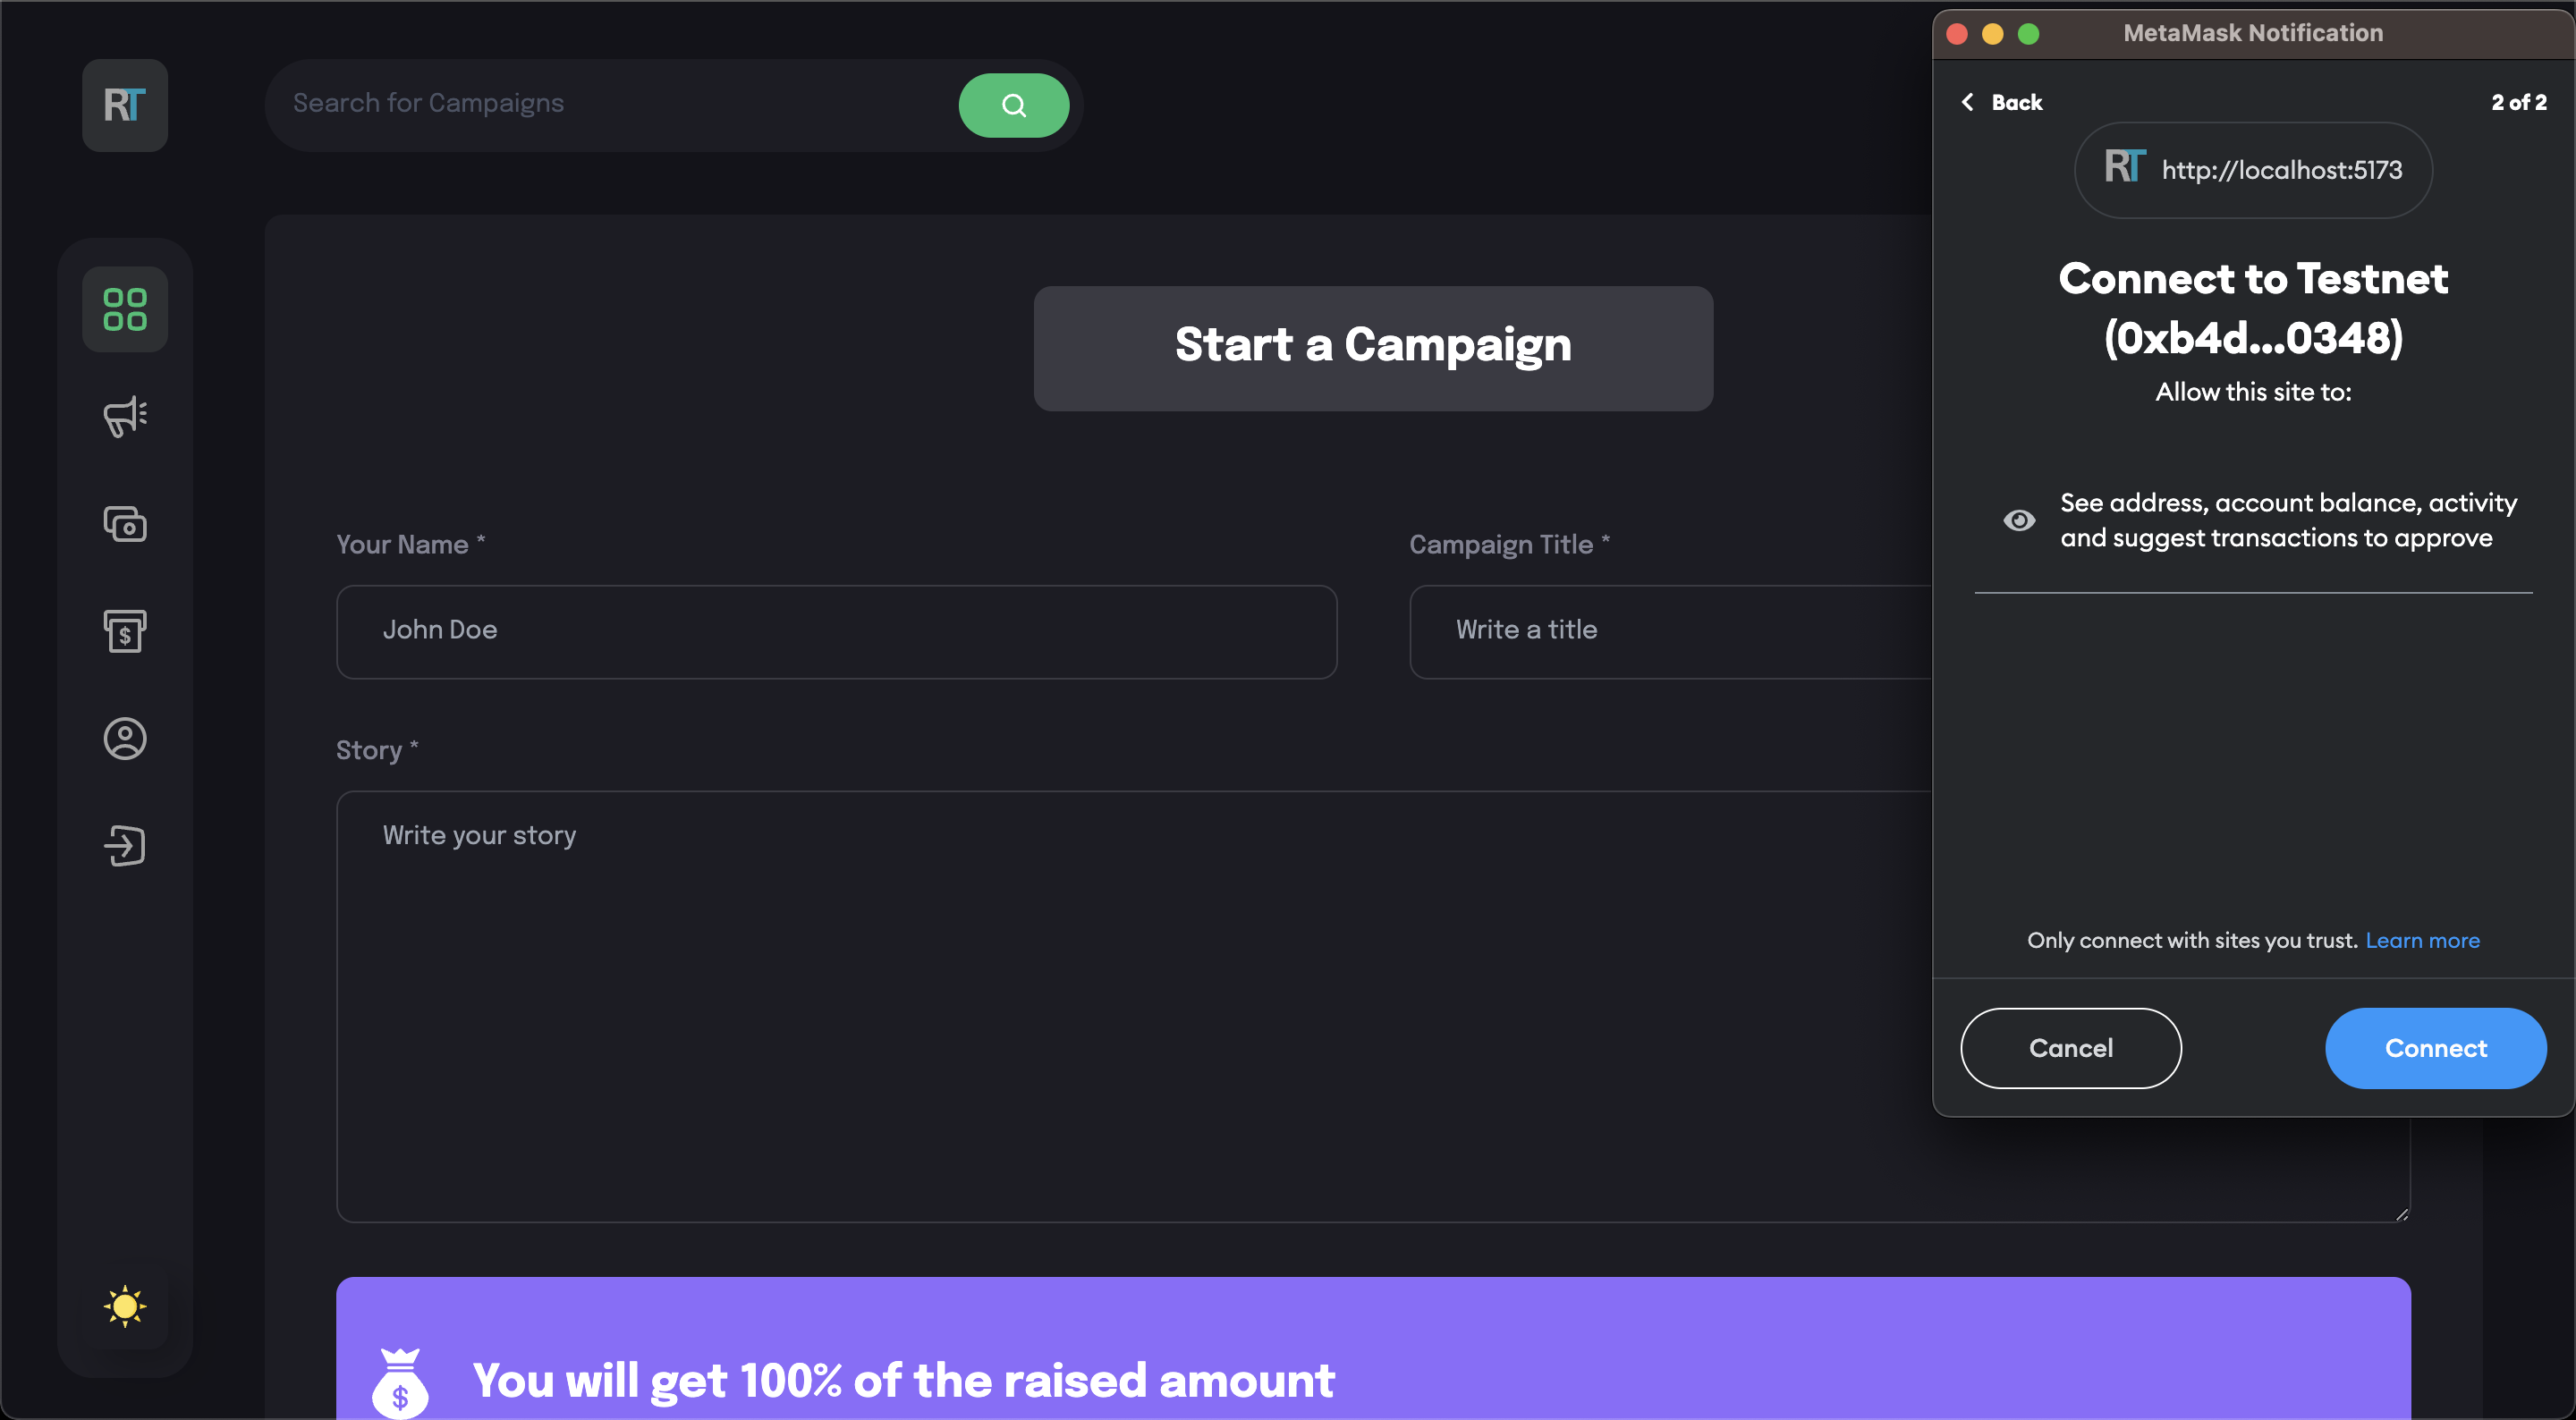 RT
Search for Campaigns
Start a Campaign
Your Name *
Campaign Title *
John Doe
Write a title
Story *
Write your story
$
You will get 100% of the raised amount
MetaMask Notification
Back
2 of 2
RT http://localhost:5173
Connect to Testnet
(0xb4d...0348)
Allow this site to:
See address, account balance, activity
and suggest transactions to approve
Only connect with sites you trust. Learn more
Cancel
Connect